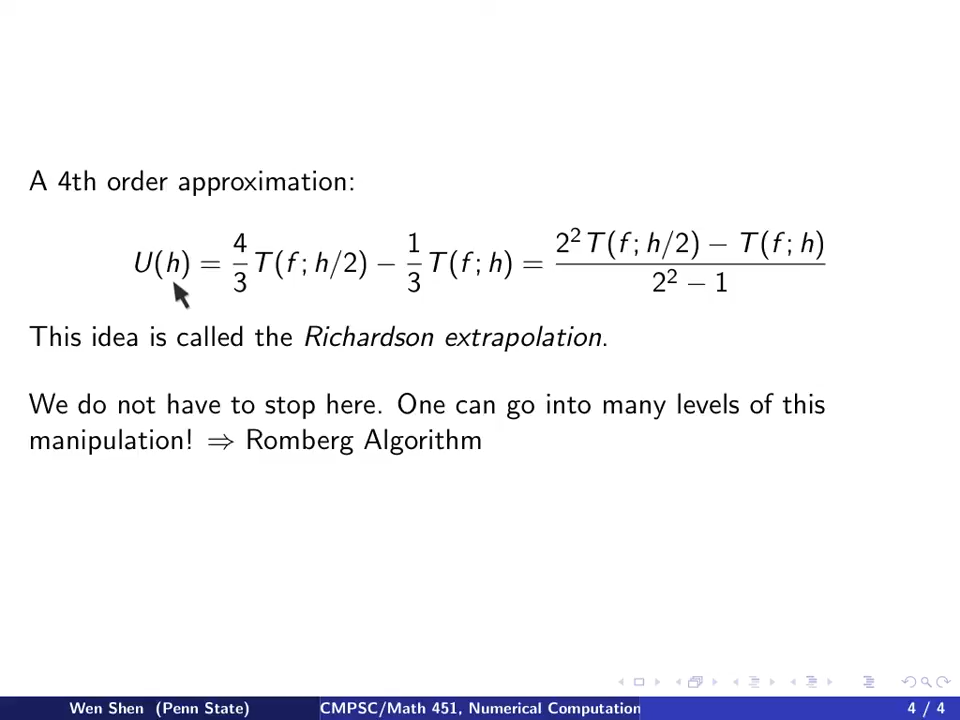 A 4th order approximation:
U(h) = 4/3 T(f; h/2) − 1/3 T(f; h) = (2² T(f; h/2) − T(f; h)) / (2² − 1)
This idea is called the Richardson extrapolation.
We do not have to stop here. One can go into many levels of this
manipulation! ⇒ Romberg Algorithm
Wen Shen (Penn State) CMPSC/Math 451, Numerical Computation 4 / 4